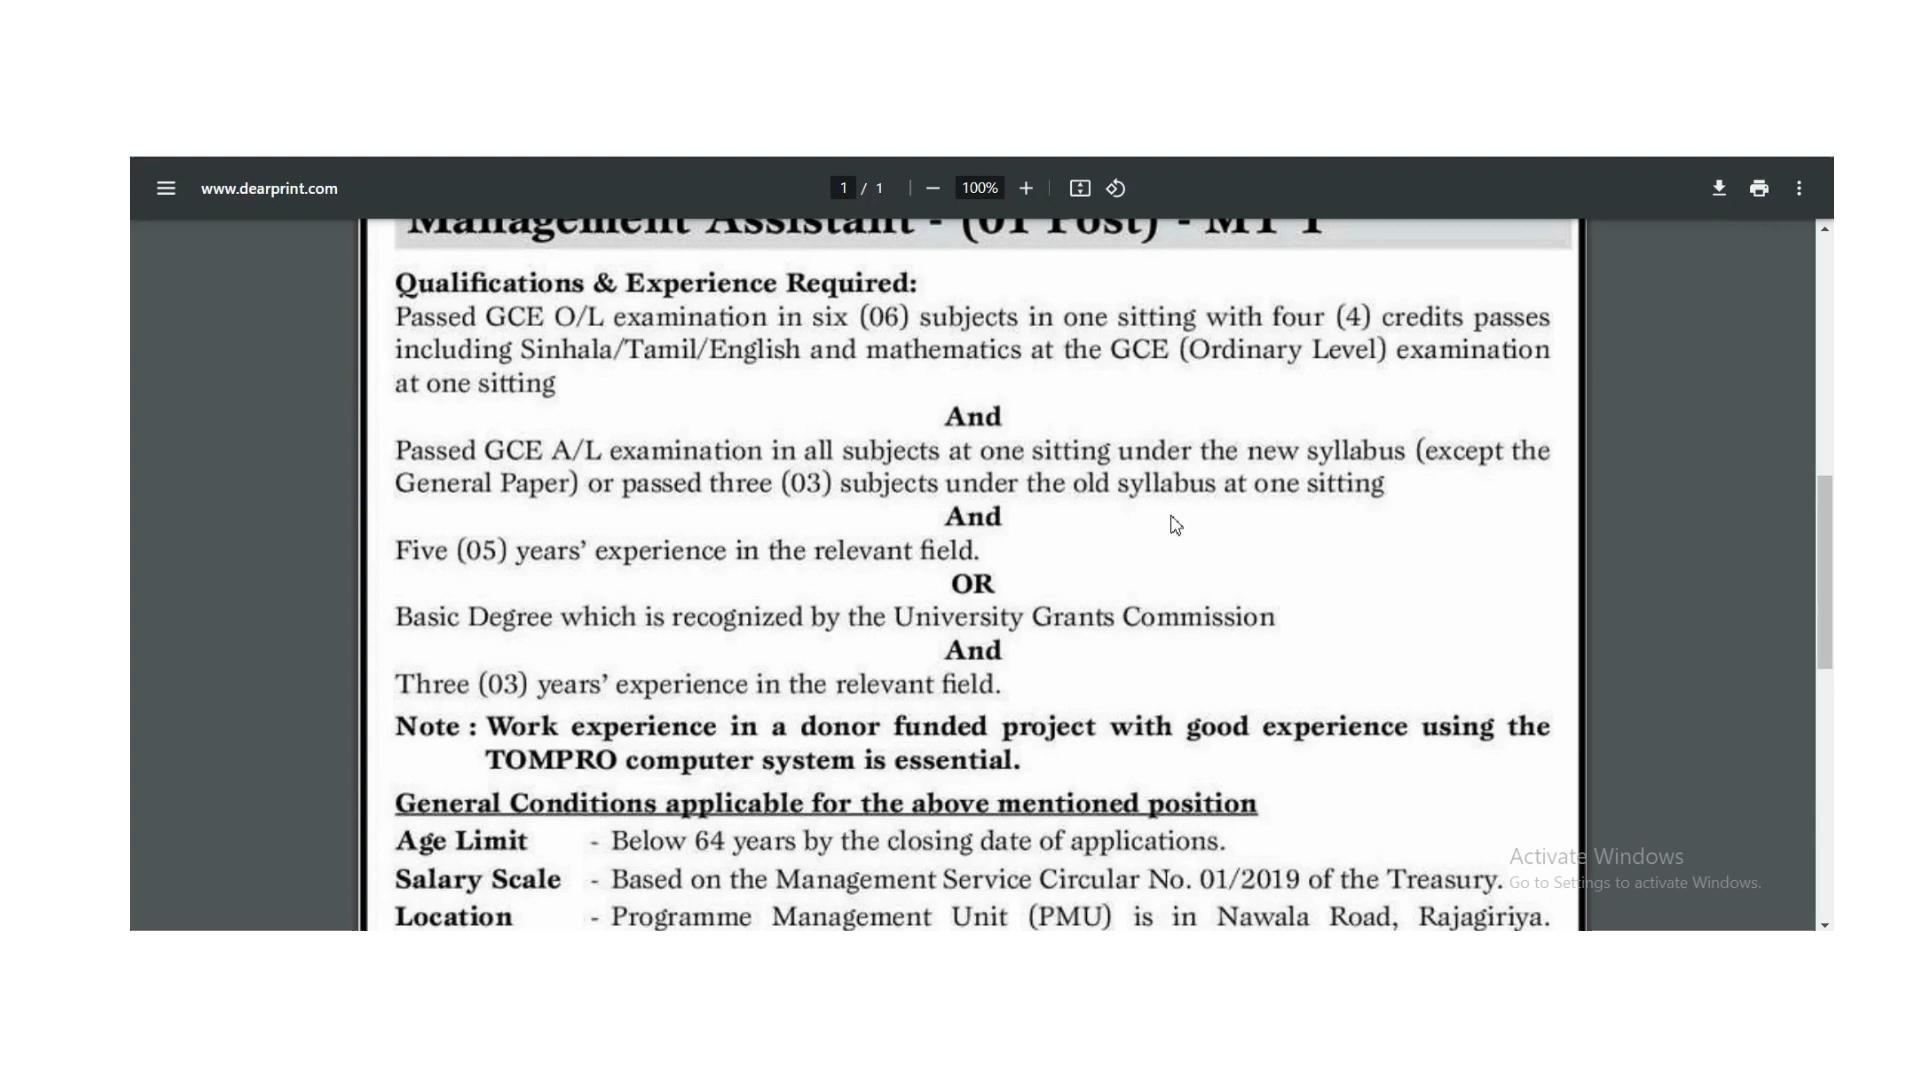 www.dearprint.com
1 / 1
100%
Management Assistant - (01 Post) - MT 1
Qualifications & Experience Required:
Passed GCE O/L examination in six (06) subjects in one sitting with four (4) credits passes
including Sinhala/Tamil/English and mathematics at the GCE (Ordinary Level) examination
at one sitting
And
Passed GCE A/L examination in all subjects at one sitting under the new syllabus (except the
General Paper) or passed three (03) subjects under the old syllabus at one sitting
And
Five (05) years’ experience in the relevant field.
OR
Basic Degree which is recognized by the University Grants Commission
And
Three (03) years’ experience in the relevant field.
Note : Work experience in a donor funded project with good experience using the
TOMPRO computer system is essential.
General Conditions applicable for the above mentioned position
Age Limit - Below 64 years by the closing date of applications.
Salary Scale - Based on the Management Service Circular No. 01/2019 of the Treasury.
Location - Programme Management Unit (PMU) is in Nawala Road, Rajagiriya.
Activate Windows
Go to Settings to activate Windows.